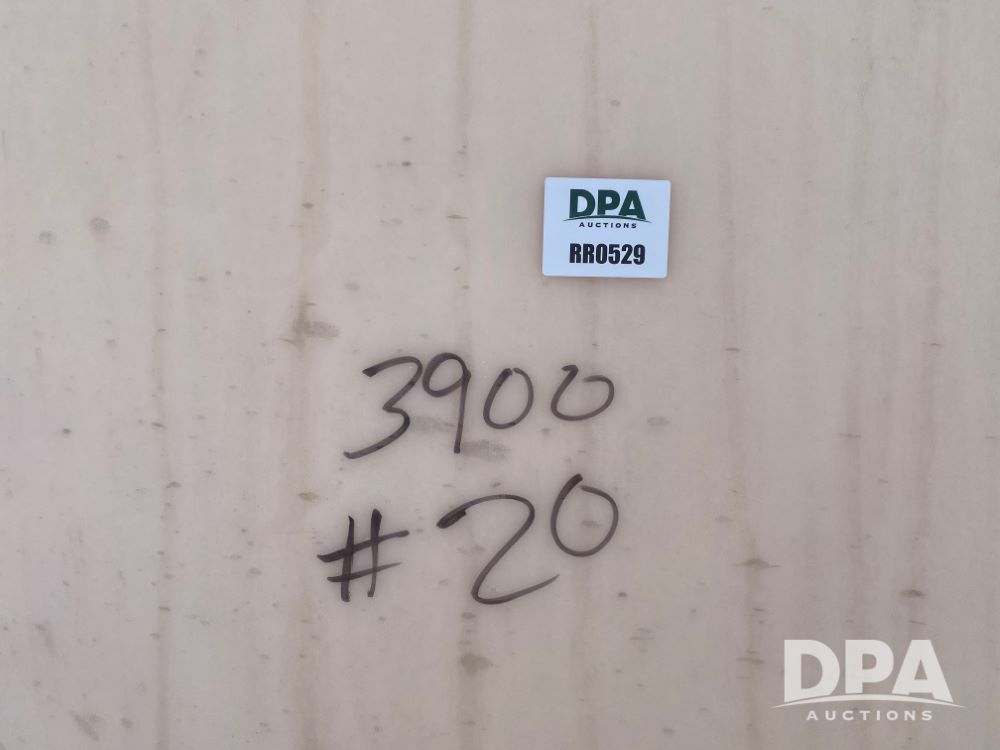 DPA
AUCTIONS
RR0529
3900
#20
DPA
AUCTIONS